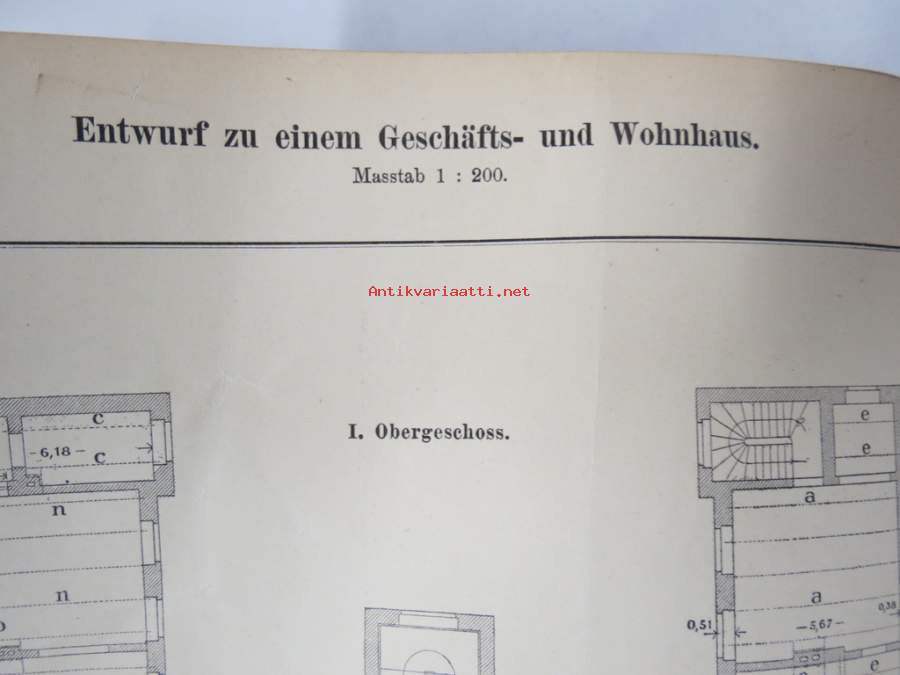 Entwurf zu einem Geschäfts- und Wohnhaus.
Masstab 1 : 200.
Antikvariaatti.net
I. Obergeschoss.
c
-6,18-
c
n
n
e
e
a
a
0,38
0,51
-5,67-
e